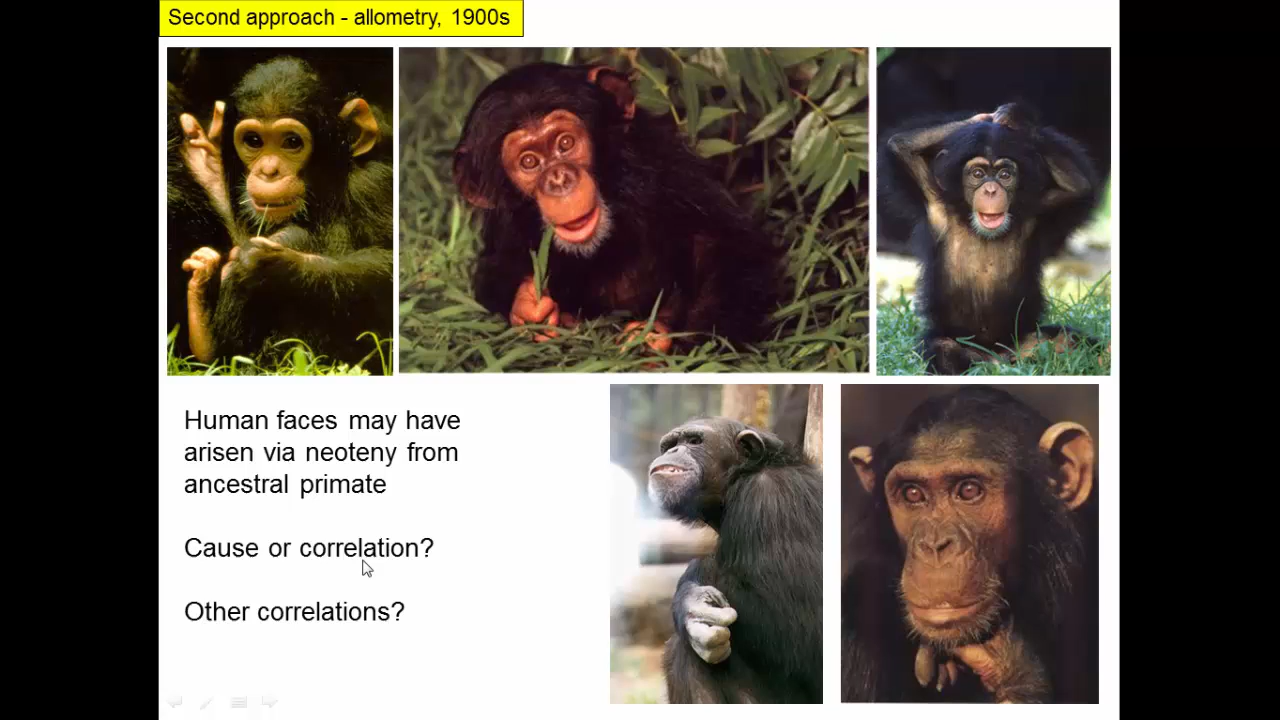 Second approach - allometry, 1900s
Human faces may have
arisen via neoteny from
ancestral primate
Cause or correlation?
Other correlations?